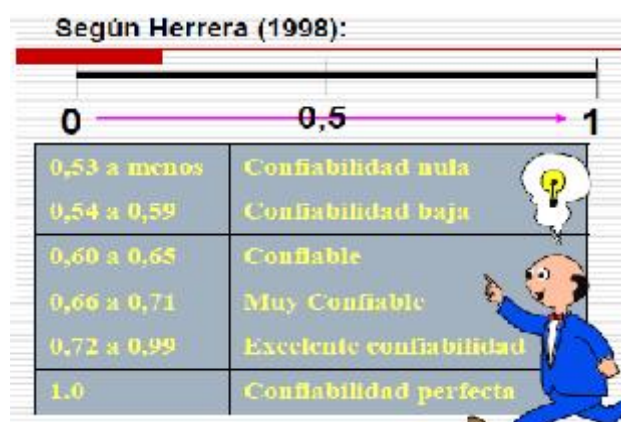 Según Herrera (1998):
0 0,5 1
0,53 a menos Confiabilidad nula
0,54 a 0,59 Confiabilidad baja
0,60 a 0,65 Confiable
0,66 a 0,71 Muy Confiable
0,72 a 0,99 Excelente confiabilidad
1.0 Confiabilidad perfecta